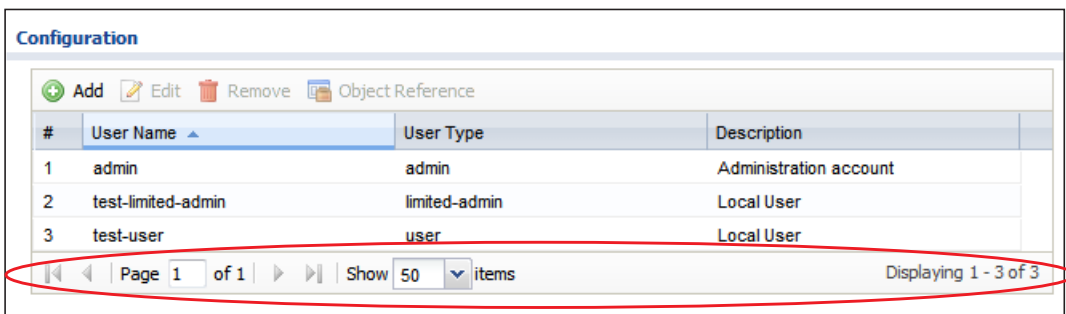 Configuration
Add Edit Remove Object Reference
# User Name User Type Description
1 admin admin Administration account
2 test-limited-admin limited-admin Local User
3 test-user user Local User
Page 1 of 1 Show 50 items Displaying 1 - 3 of 3